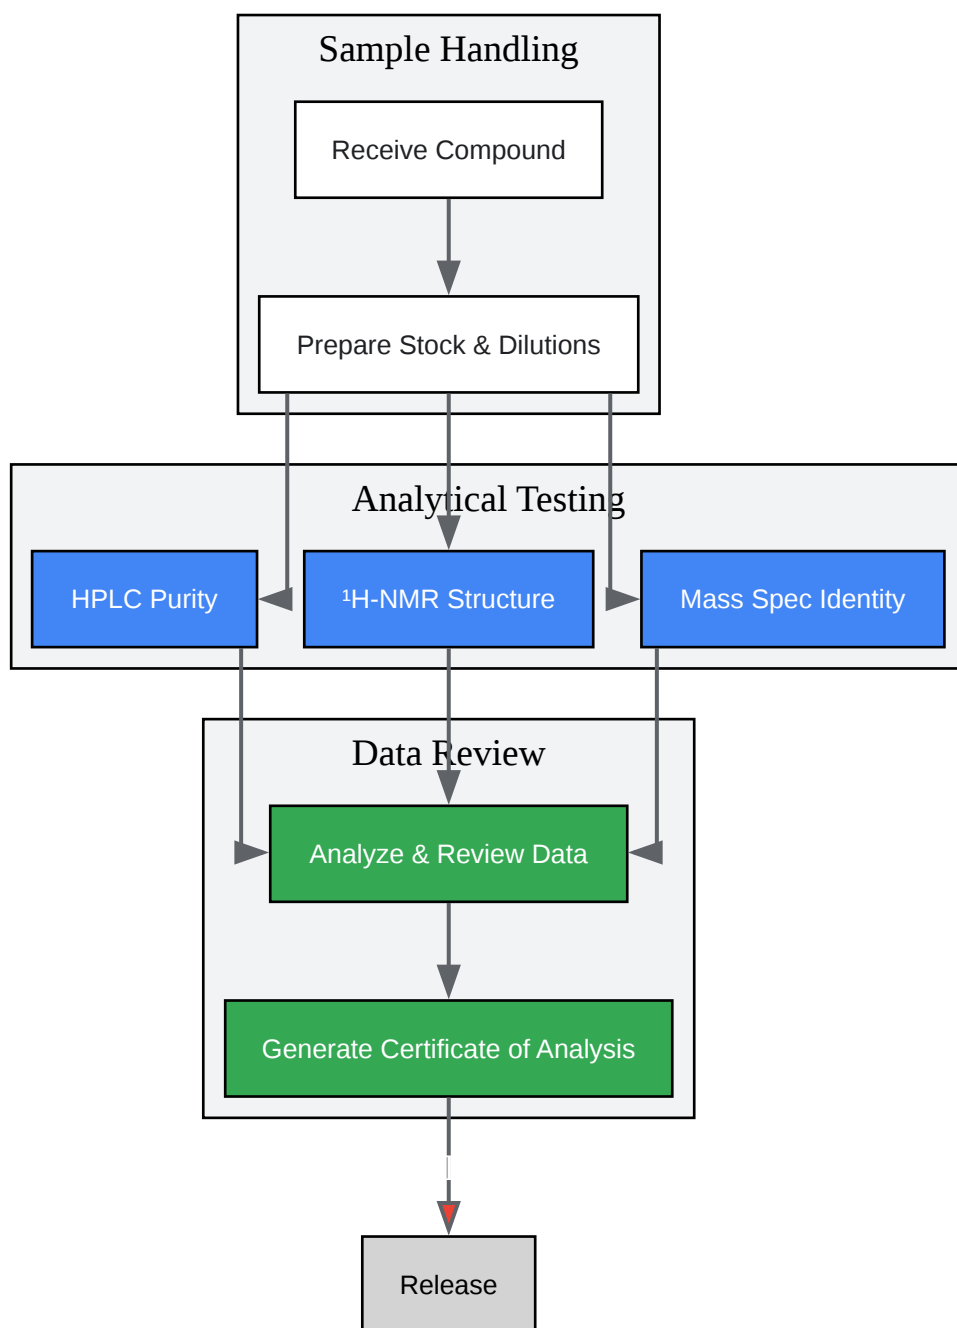 Sample Handling
Receive Compound
Prepare Stock & Dilutions
Analytical Testing
HPLC Purity
¹H-NMR Structure
Mass Spec Identity
Data Review
Analyze & Review Data
Generate Certificate of Analysis
Release